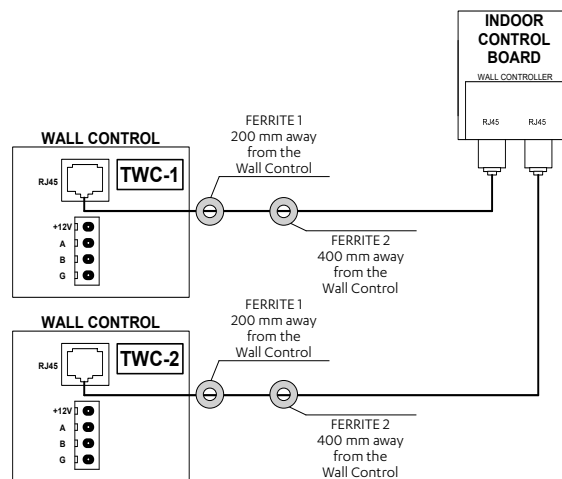 INDOOR
CONTROL
BOARD
WALL CONTROLLER
RJ45 RJ45
WALL CONTROL
RJ45
TWC-1
+12V
A
B
G
FERRITE 1
200 mm away
from the
Wall Control
FERRITE 2
400 mm away
from the
Wall Control
WALL CONTROL
RJ45
TWC-2
+12V
A
B
G
FERRITE 1
200 mm away
from the
Wall Control
FERRITE 2
400 mm away
from the
Wall Control